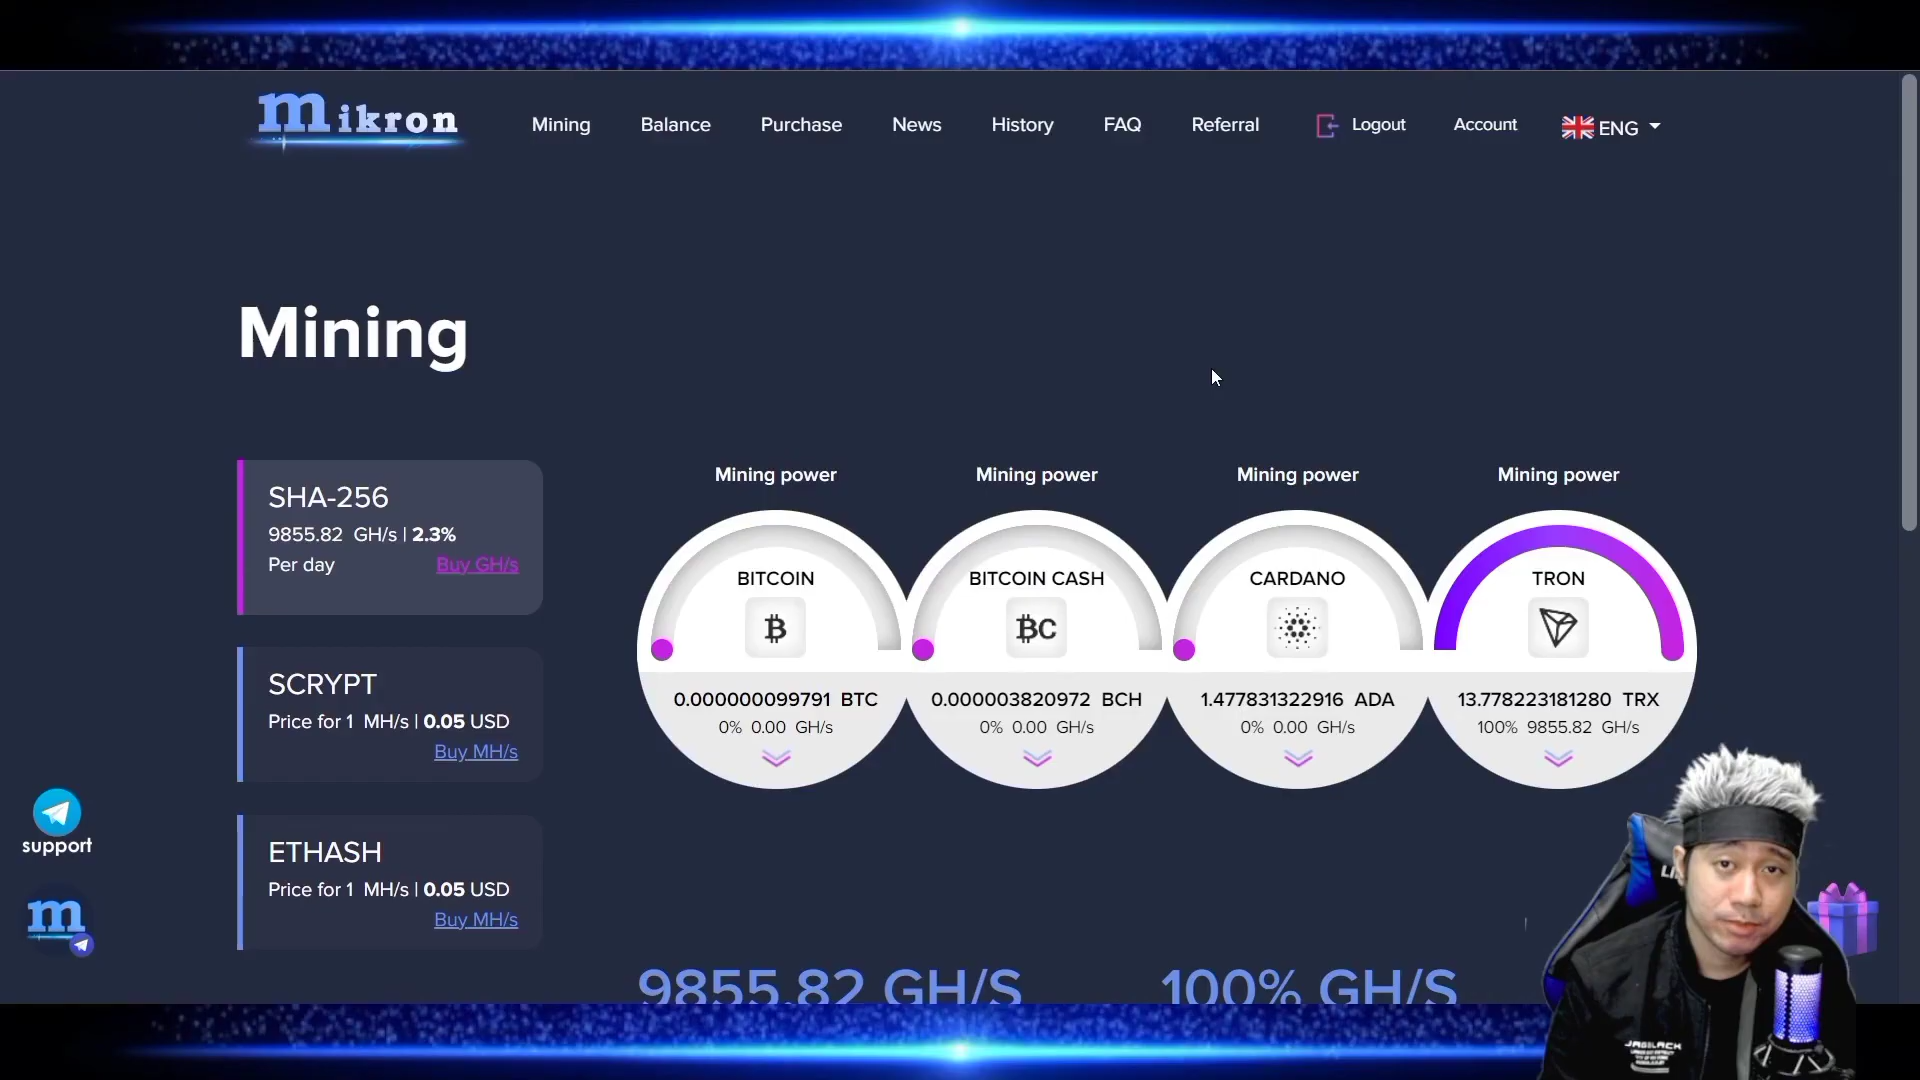 mikron
Mining
Balance
Purchase
News
History
FAQ
Referral
Logout
Account
ENG
Mining
SHA-256
9855.82 GH/s | 2.3%
Per day
Buy GH/s
SCRYPT
Price for 1 MH/s | 0.05 USD
Buy MH/s
ETHASH
Price for 1 MH/s | 0.05 USD
Buy MH/s
Mining power
BITCOIN
0.000000099791 BTC
0% 0.00 GH/s
Mining power
BITCOIN CASH
BC
0.000003820972 BCH
0% 0.00 GH/s
Mining power
CARDANO
1.477831322916 ADA
0% 0.00 GH/s
Mining power
TRON
13.778223181280 TRX
100% 9855.82 GH/s
9855.82 GH/S
100% GH/S
support
m